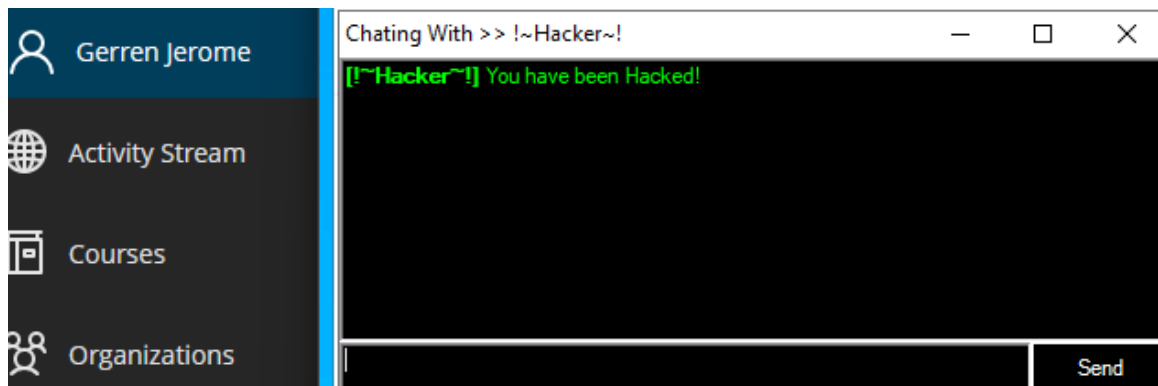 Gerren Jerome
Activity Stream
Courses
Organizations
Chating With >> !~Hacker~!
[!~Hacker~!] You have been Hacked!
Send